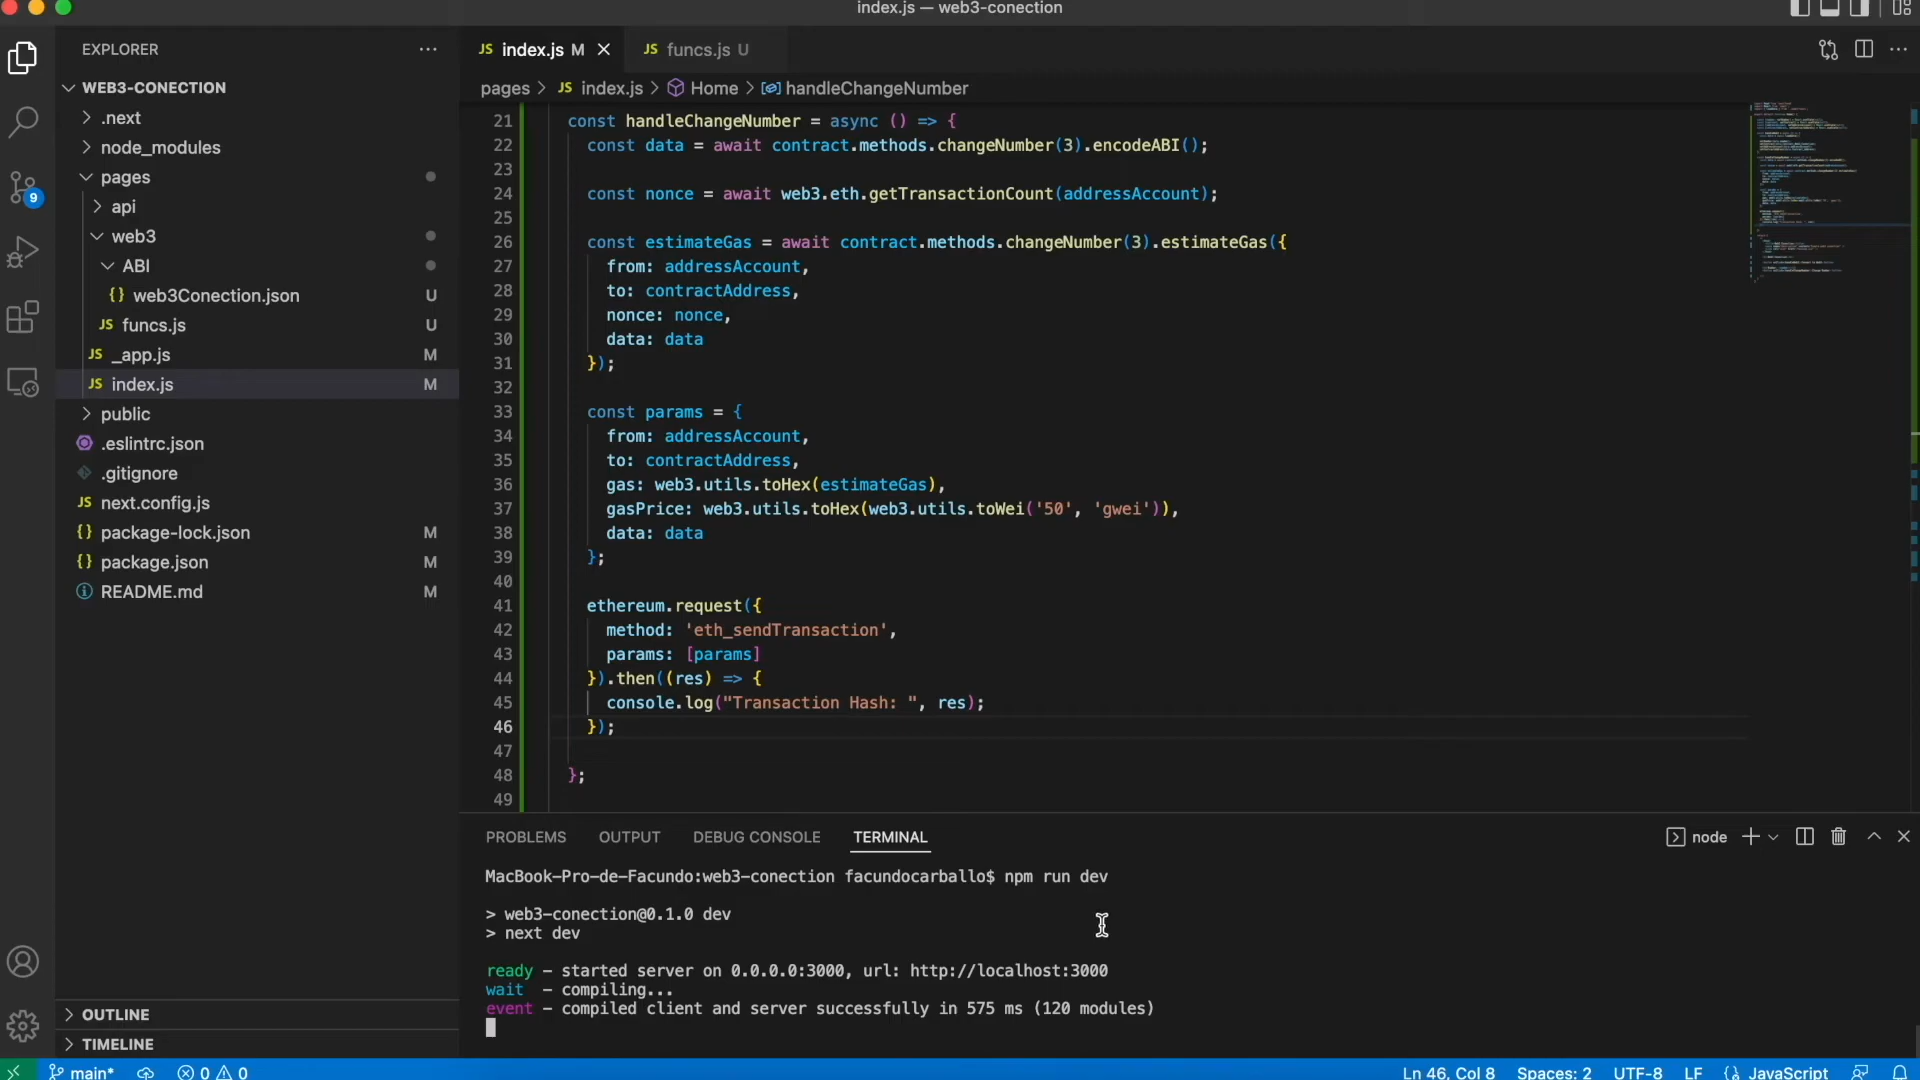 index.js — web3-conection
EXPLORER
WEB3-CONECTION
.next
node_modules
pages
api
web3
ABI
{} web3Conection.json U
JS funcs.js U
JS _app.js M
JS index.js M
public
.eslintrc.json
.gitignore
JS next.config.js
{} package-lock.json M
{} package.json M
README.md M
OUTLINE
TIMELINE
9
JS index.js M
JS funcs.js U
pages > JS index.js > Home > handleChangeNumber
21 const handleChangeNumber = async () => {
22 const data = await contract.methods.changeNumber(3).encodeABI();
23
24 const nonce = await web3.eth.getTransactionCount(addressAccount);
25
26 const estimateGas = await contract.methods.changeNumber(3).estimateGas({
27 from: addressAccount,
28 to: contractAddress,
29 nonce: nonce,
30 data: data
31 });
32
33 const params = {
34 from: addressAccount,
35 to: contractAddress,
36 gas: web3.utils.toHex(estimateGas),
37 gasPrice: web3.utils.toHex(web3.utils.toWei('50', 'gwei')),
38 data: data
39 };
40
41 ethereum.request({
42 method: 'eth_sendTransaction',
43 params: [params]
44 }).then((res) => {
45 console.log("Transaction Hash: ", res);
46 });
47
48 };
49
PROBLEMS OUTPUT DEBUG CONSOLE TERMINAL
node
MacBook-Pro-de-Facundo:web3-conection facundocarballo$ npm run dev
> web3-conection@0.1.0 dev
> next dev
ready - started server on 0.0.0.0:3000, url: http://localhost:3000
wait - compiling...
event - compiled client and server successfully in 575 ms (120 modules)
main* 0 0
Ln 46, Col 8 Spaces: 2 UTF-8 LF {} JavaScript